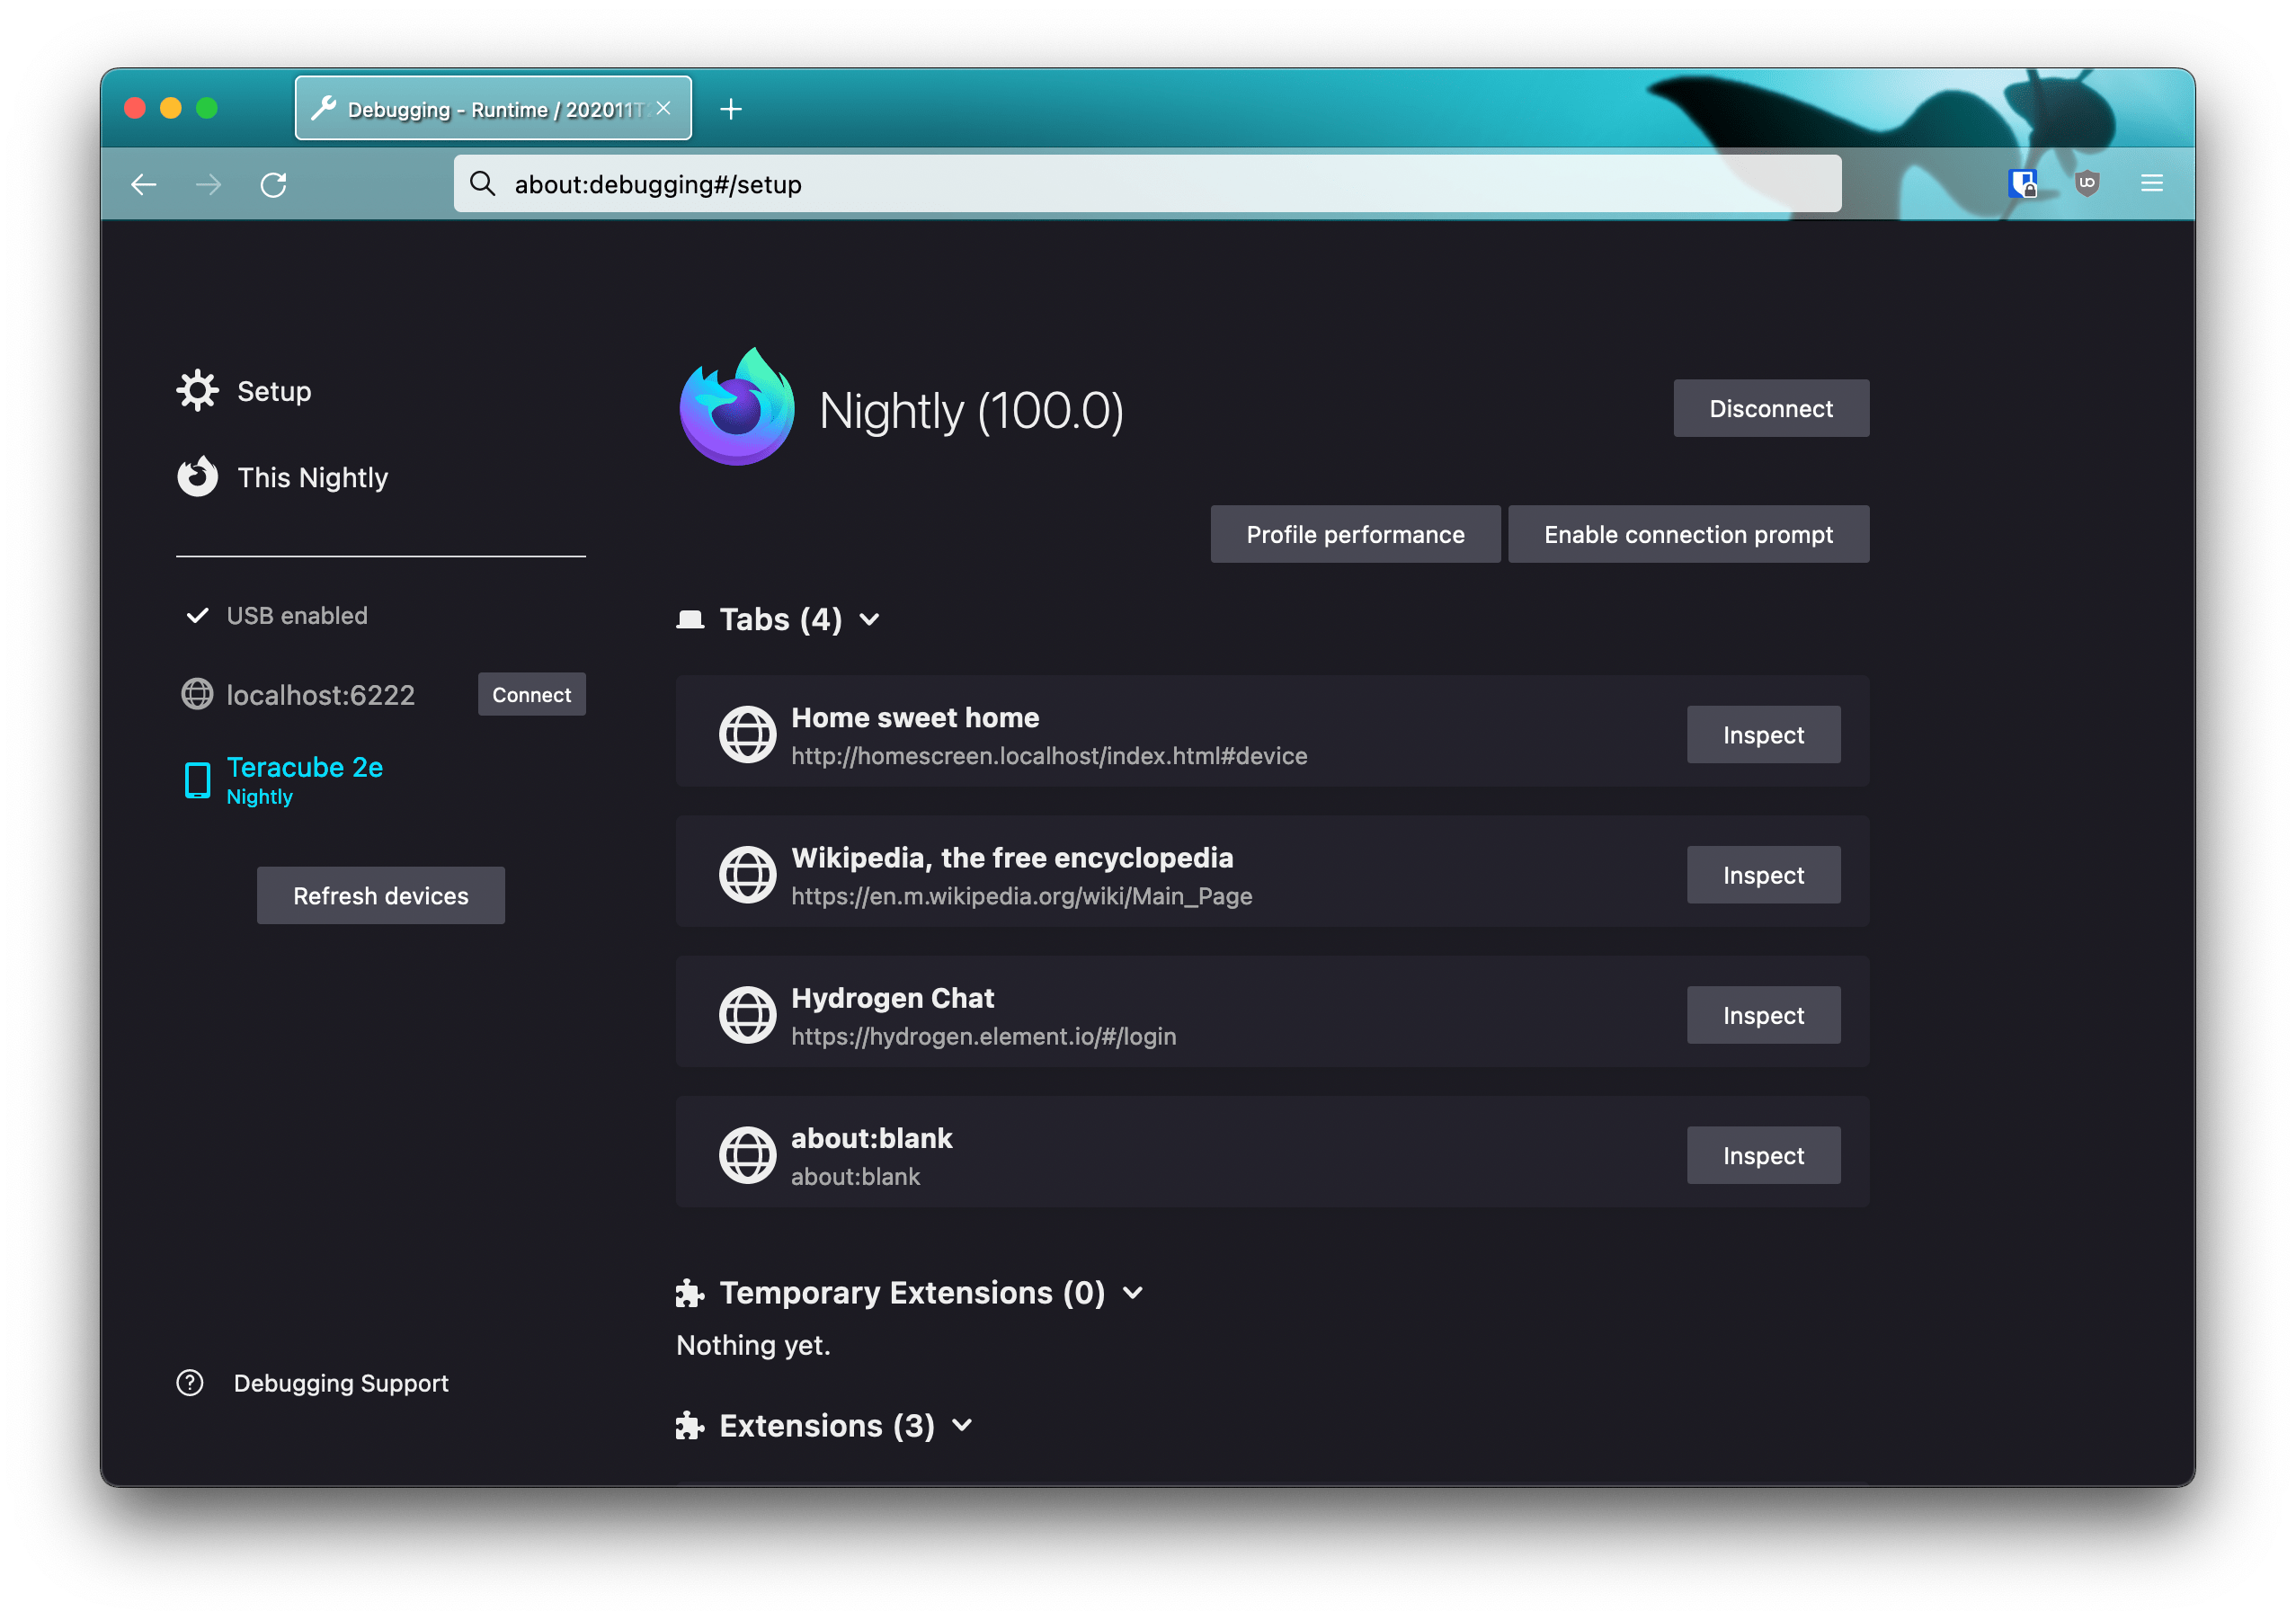 Debugging - Runtime / 202011T
about:debugging#/setup
Setup
This Nightly
USB enabled
localhost:6222
Connect
Teracube 2e
Nightly
Refresh devices
Debugging Support
Nightly (100.0)
Disconnect
Profile performance
Enable connection prompt
Tabs (4)
Home sweet home
http://homescreen.localhost/index.html#device
Inspect
Wikipedia, the free encyclopedia
https://en.m.wikipedia.org/wiki/Main_Page
Inspect
Hydrogen Chat
https://hydrogen.element.io/#/login
Inspect
about:blank
about:blank
Inspect
Temporary Extensions (0)
Nothing yet.
Extensions (3)